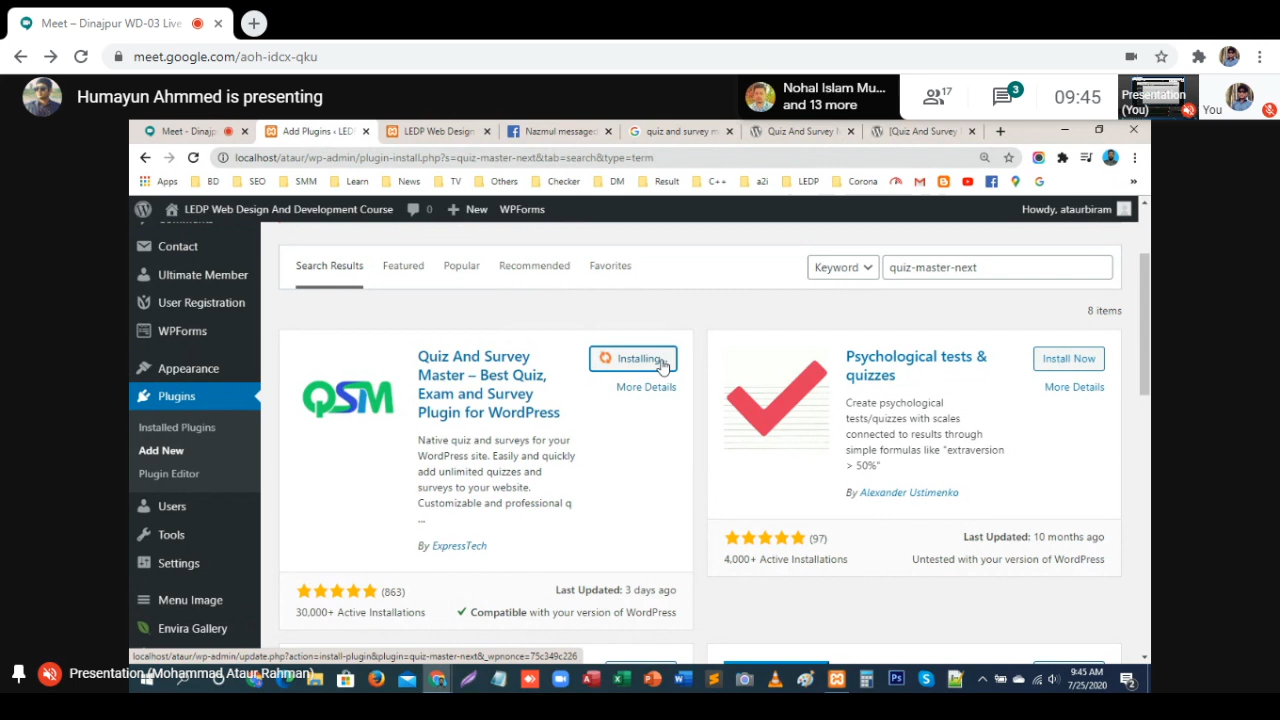 Meet – Dinajpur WD-03 Live
meet.google.com/aoh-idcx-qku
Humayun Ahmmed is presenting
Nohal Islam Mu...
and 13 more
17
3
09:45
Presentation
(You)
You
Meet - Dinajp
Add Plugins ‹ LED
LEDP Web Design
Nazmul message
quiz and survey m
Quiz And Survey
[Quiz And Survey
localhost/ataur/wp-admin/plugin-install.php?s=quiz-master-next&tab=search&type=term
Apps
BD
SEO
SMM
Learn
News
TV
Others
Checker
DM
Result
C++
a2i
LEDP
Corona
»
LEDP Web Design And Development Course
0
New
WPForms
Howdy, ataurbiram
Contact
Ultimate Member
User Registration
WPForms
Appearance
Plugins
Installed Plugins
Add New
Plugin Editor
Users
Tools
Settings
Menu Image
Envira Gallery
Search Results
Featured
Popular
Recommended
Favorites
Keyword
quiz-master-next
8 items
QSM
Quiz And Survey
Master – Best Quiz,
Exam and Survey
Plugin for WordPress
Installing
More Details
Native quiz and surveys for your
WordPress site. Easily and quickly
add unlimited quizzes and
surveys to your website.
Customizable and professional q
...
By ExpressTech
(863)
Last Updated: 3 days ago
30,000+ Active Installations
Compatible with your version of WordPress
Psychological tests &
quizzes
Install Now
More Details
Create psychological
tests/quizzes with scales
connected to results through
simple formulas like "extraversion
> 50%"
By Alexander Ustimenko
(97)
Last Updated: 10 months ago
4,000+ Active Installations
Untested with your version of WordPress
localhost/ataur/wp-admin/update.php?action=install-plugin&plugin=quiz-master-next&_wpnonce=75c349c226
Presentation (Mohammad Ataur Rahman)
9:45 AM
7/25/2020
2